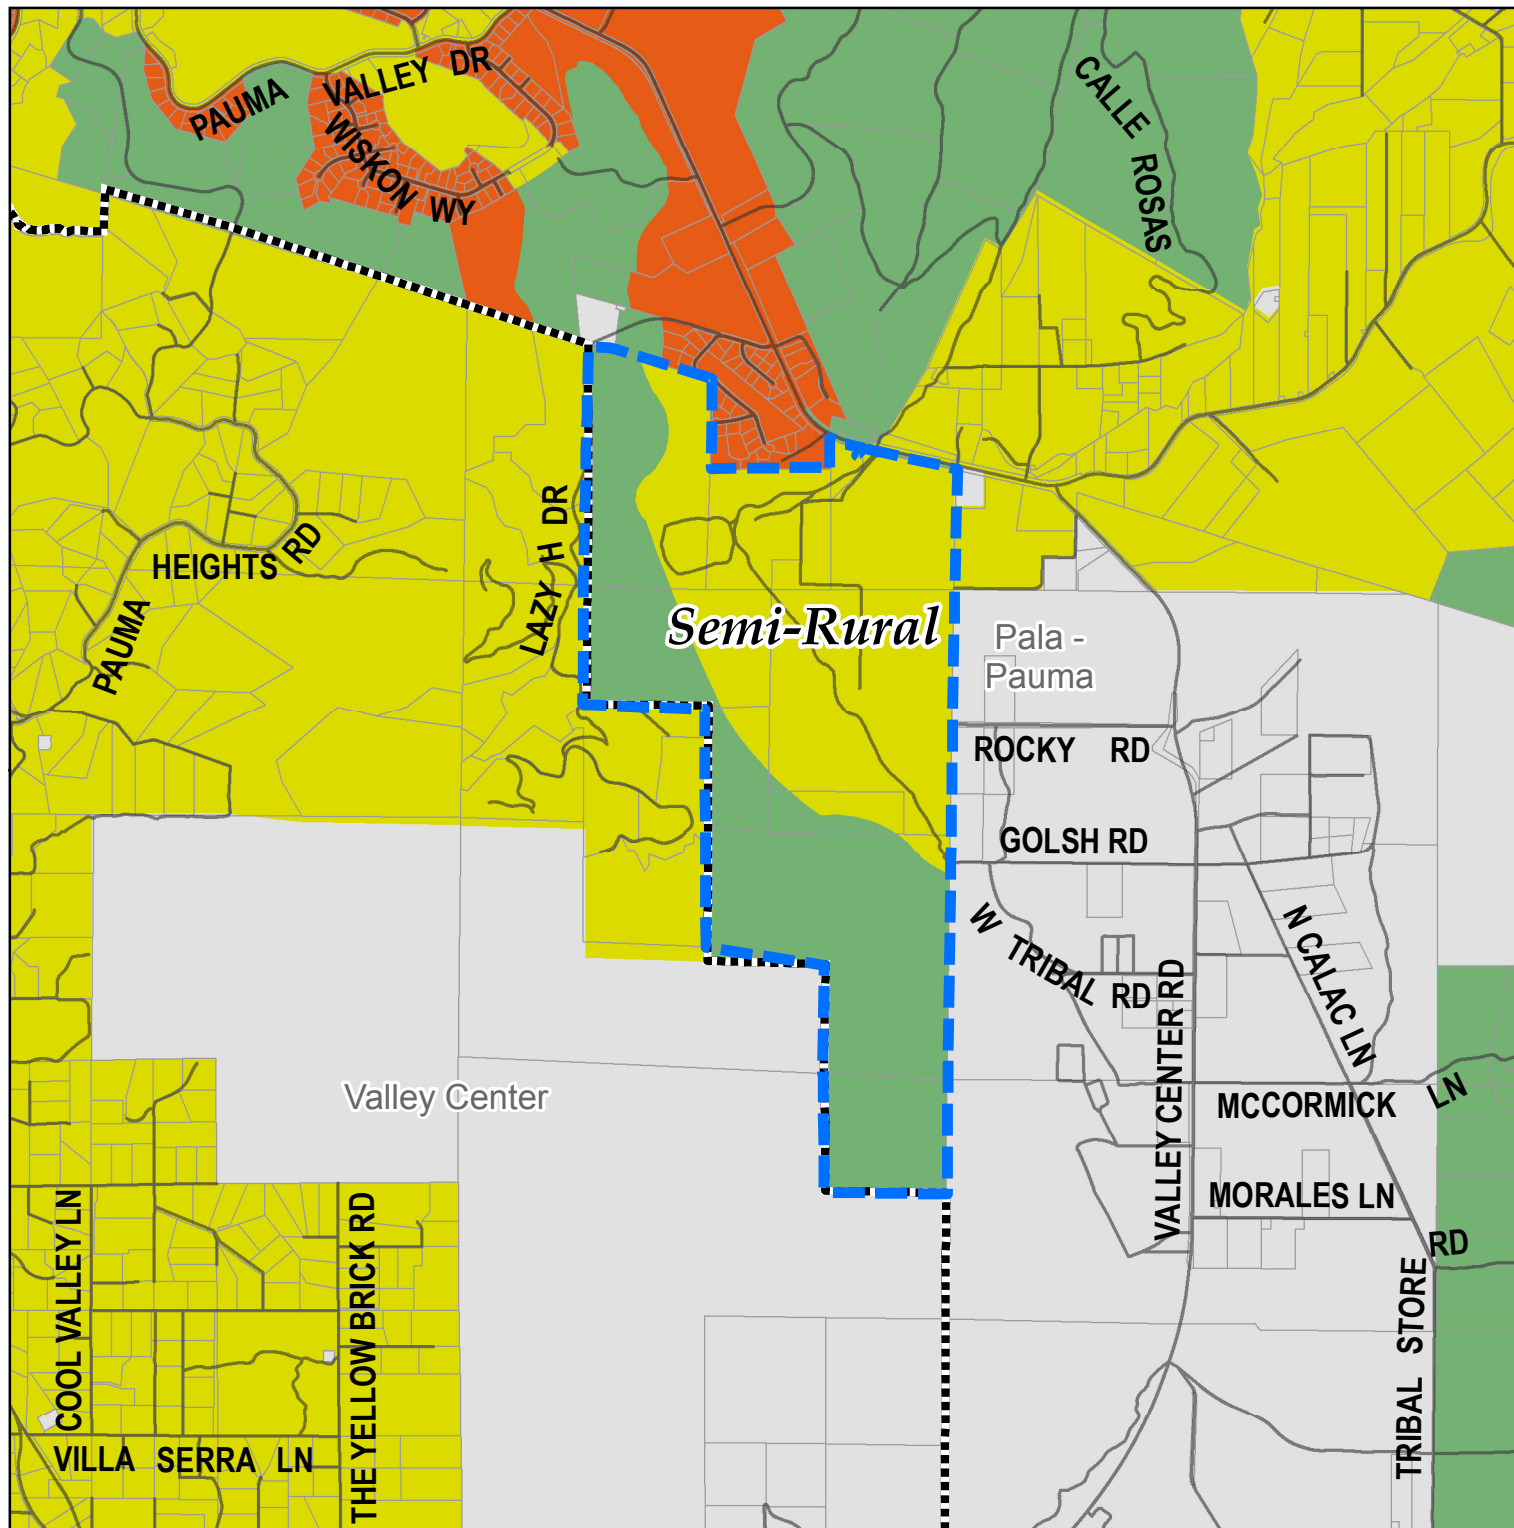 PAUMA VALLEY DR
WISKON WY
CALLE ROSAS
HEIGHTS RD
PAUMA
LAZY H DR
Semi-Rural
Pala -
Pauma
ROCKY RD
GOLSH RD
W TRIBAL RD
N CALAC LN
VALLEY CENTER RD
Valley Center
MCCORMICK LN
MORALES LN
COOL VALLEY LN
THE YELLOW BRICK RD
TRIBAL STORE RD
VILLA SERRA LN